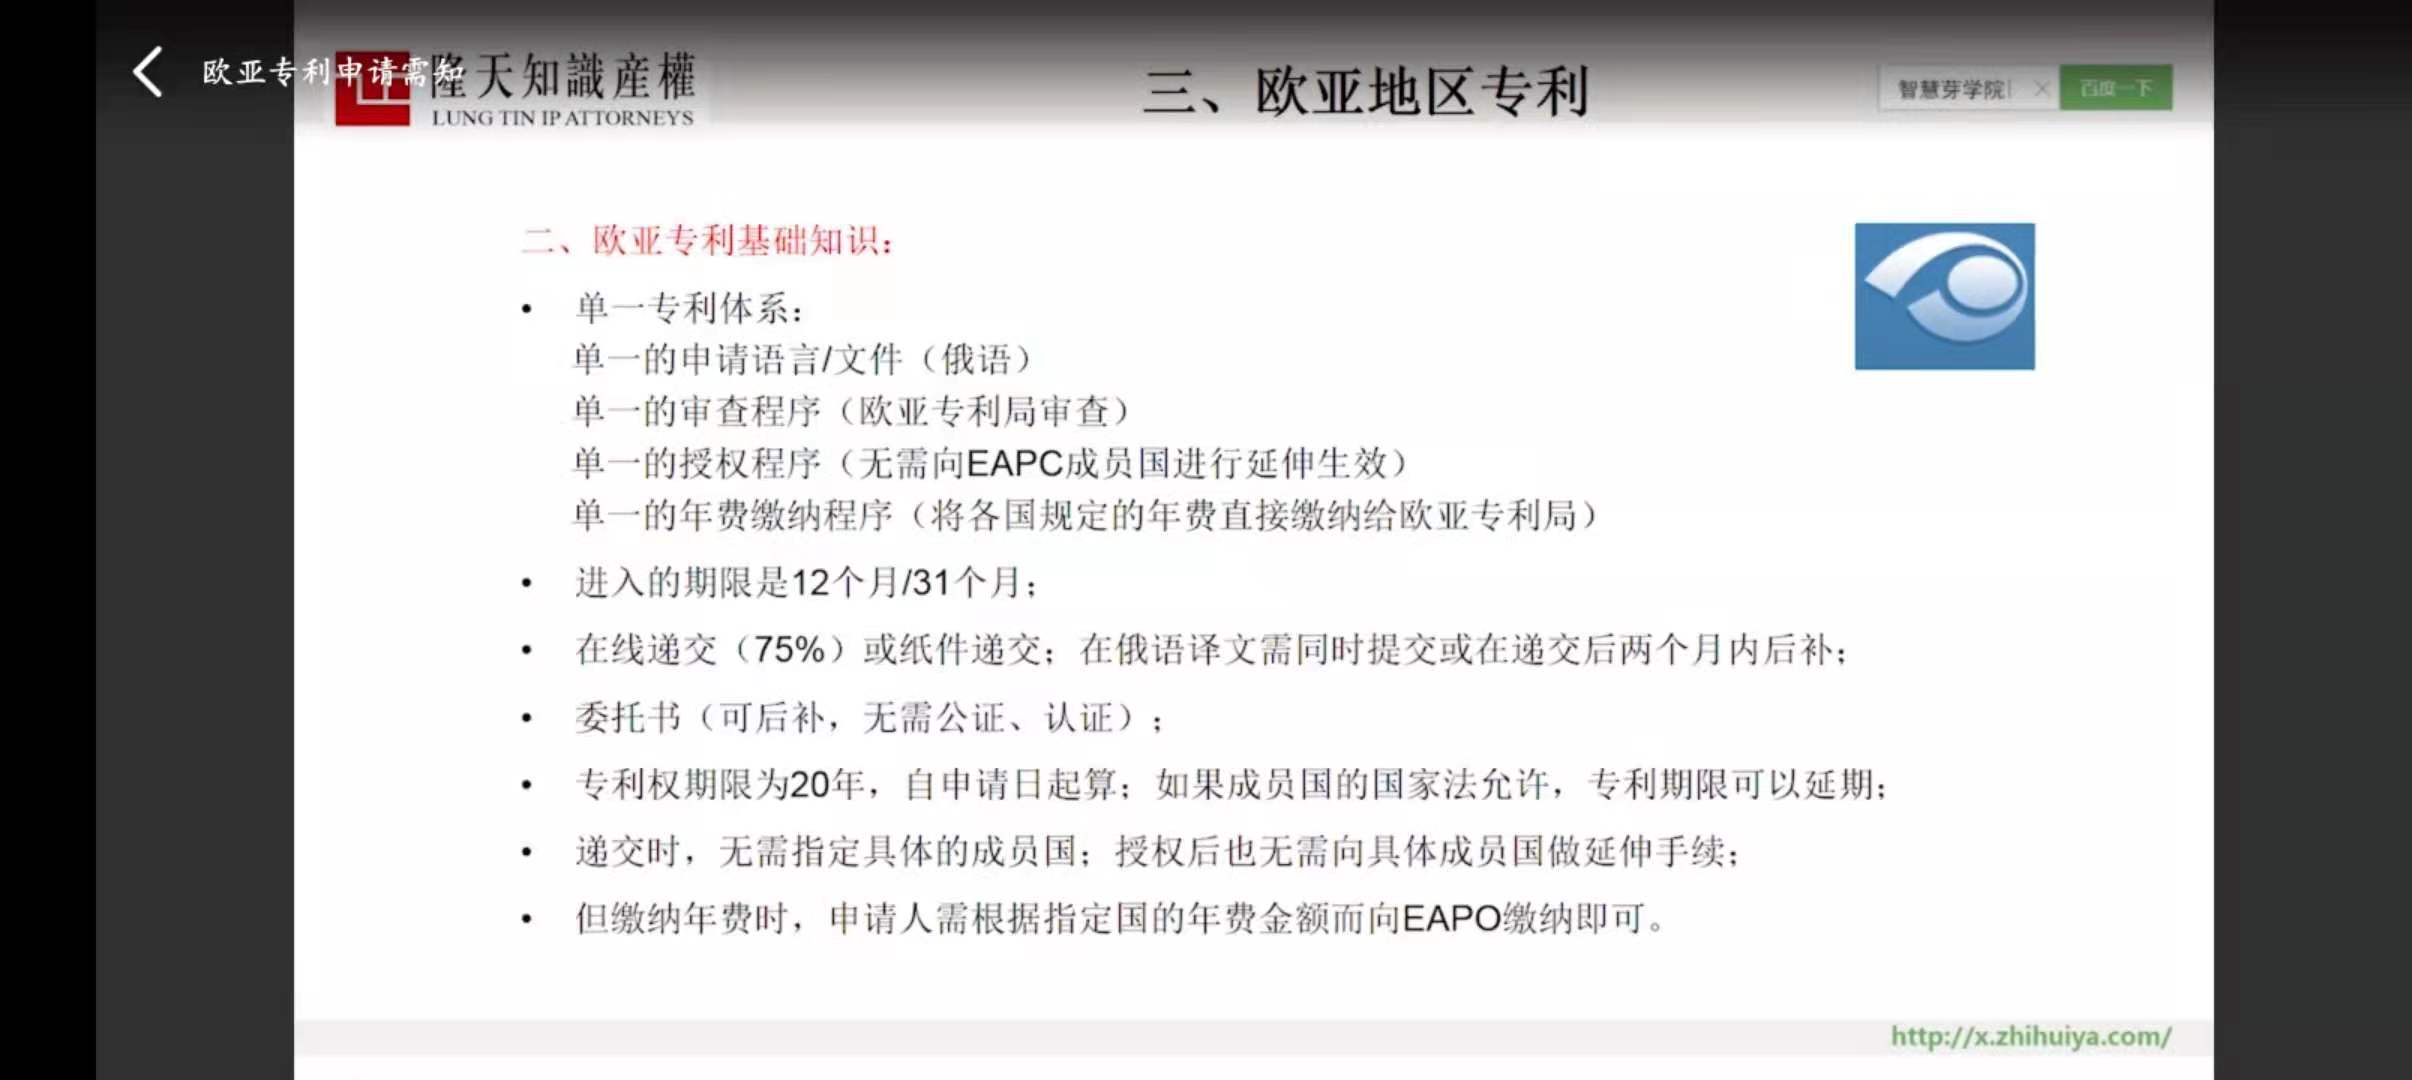 欧亚专利申请需知
隆天知識産權
LUNG TIN IP ATTORNEYS
三、欧亚地区专利
智慧芽学院
百度一下
二、欧亚专利基础知识：
• 单一专利体系：
单一的申请语言/文件（俄语）
单一的审查程序（欧亚专利局审查）
单一的授权程序（无需向EAPC成员国进行延伸生效）
单一的年费缴纳程序（将各国规定的年费直接缴纳给欧亚专利局）
• 进入的期限是12个月/31个月；
• 在线递交（75%）或纸件递交；在俄语译文需同时提交或在递交后两个月内后补；
• 委托书（可后补，无需公证、认证）；
• 专利权期限为20年，自申请日起算；如果成员国的国家法允许，专利期限可以延期；
• 递交时，无需指定具体的成员国；授权后也无需向具体成员国做延伸手续；
• 但缴纳年费时，申请人需根据指定国的年费金额而向EAPO缴纳即可。
http://x.zhihuiya.com/